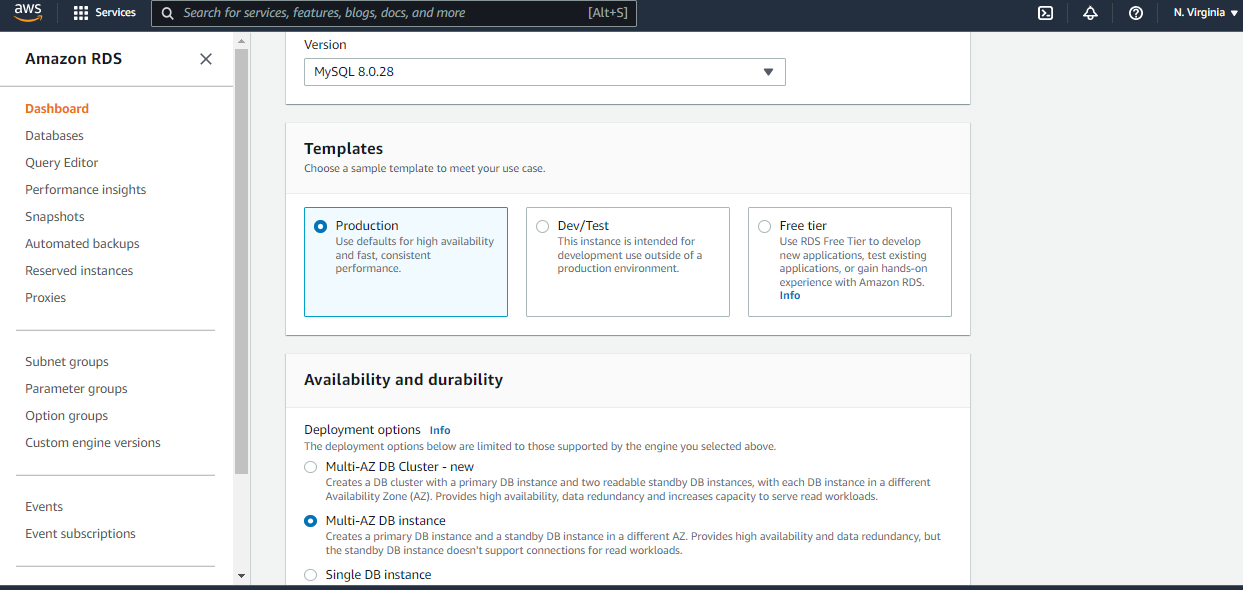 aws
Services
Search for services, features, blogs, docs, and more
[Alt+S]
N. Virginia
Amazon RDS
Dashboard
Databases
Query Editor
Performance insights
Snapshots
Automated backups
Reserved instances
Proxies
Subnet groups
Parameter groups
Option groups
Custom engine versions
Events
Event subscriptions
Version
MySQL 8.0.28
Templates
Choose a sample template to meet your use case.
Production
Use defaults for high availability
and fast, consistent
performance.
Dev/Test
This instance is intended for
development use outside of a
production environment.
Free tier
Use RDS Free Tier to develop
new applications, test existing
applications, or gain hands-on
experience with Amazon RDS.
Info
Availability and durability
Deployment options Info
The deployment options below are limited to those supported by the engine you selected above.
Multi-AZ DB Cluster - new
Creates a DB cluster with a primary DB instance and two readable standby DB instances, with each DB instance in a different
Availability Zone (AZ). Provides high availability, data redundancy and increases capacity to serve read workloads.
Multi-AZ DB instance
Creates a primary DB instance and a standby DB instance in a different AZ. Provides high availability and data redundancy, but
the standby DB instance doesn't support connections for read workloads.
Single DB instance